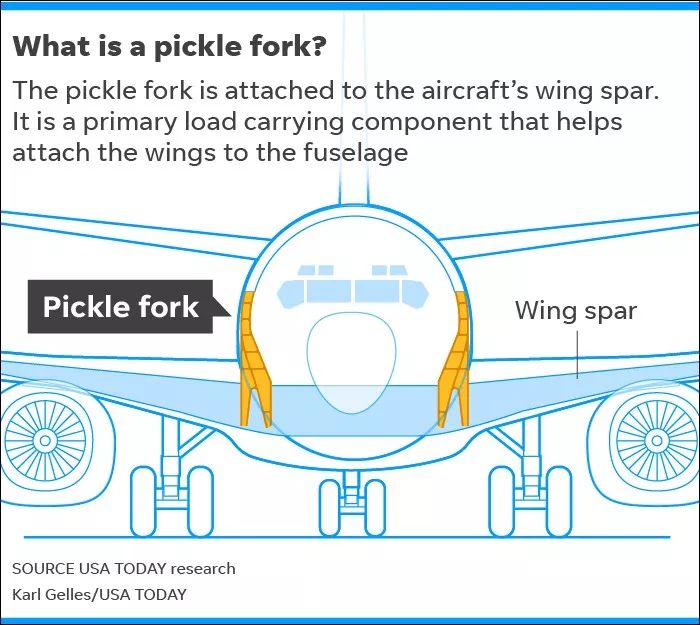 What is a pickle fork?
The pickle fork is attached to the aircraft’s wing spar.
It is a primary load carrying component that helps
attach the wings to the fuselage
Pickle fork
Wing spar
SOURCE USA TODAY research
Karl Gelles/USA TODAY